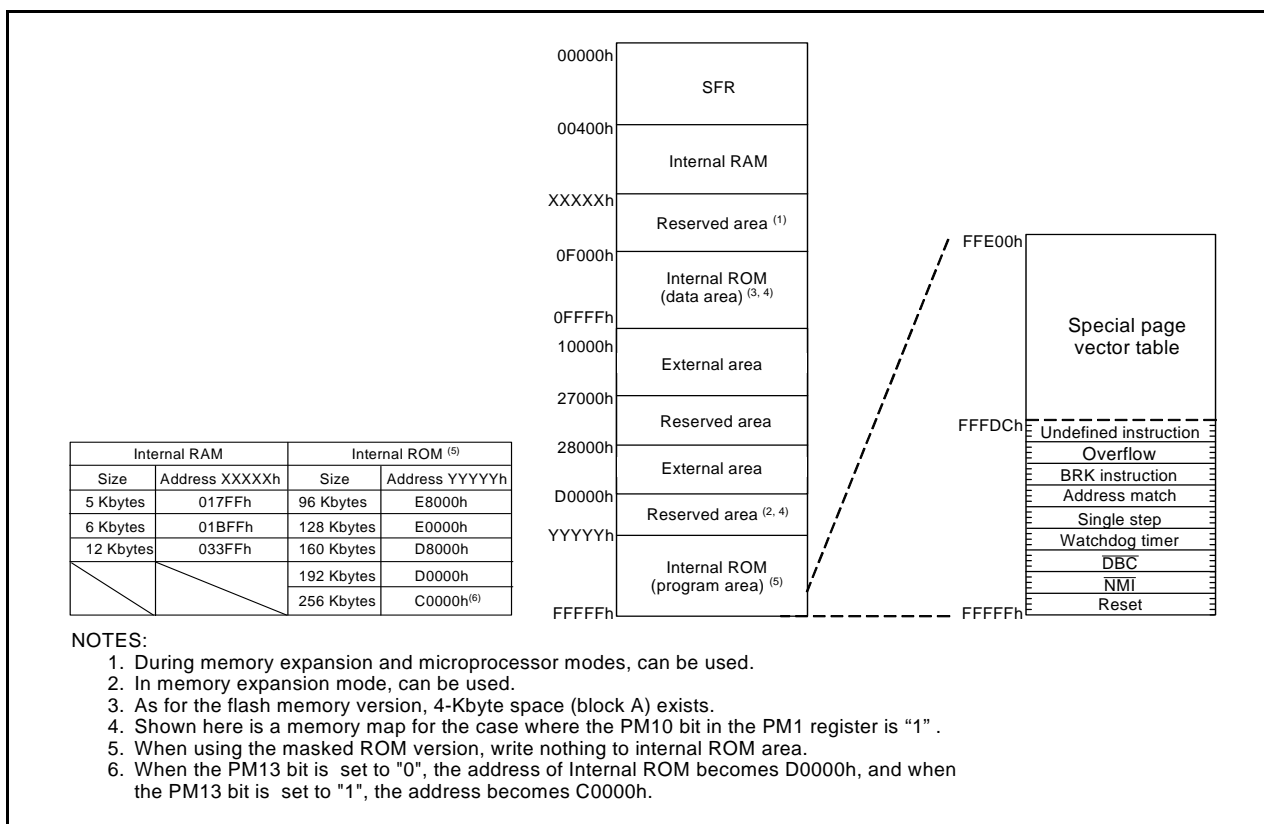 00000h
SFR
00400h
Internal RAM
XXXXXh
Reserved area (1)
0F000h
Internal ROM
(data area) (3, 4)
0FFFFh
10000h
External area
27000h
Reserved area
28000h
External area
D0000h
Reserved area (2, 4)
YYYYYh
Internal ROM
(program area) (5)
FFFFFh
FFE00h
Special page
vector table
FFFDCh
Undefined instruction
Overflow
BRK instruction
Address match
Single step
Watchdog timer
DBC
NMI
Reset
FFFFFh
Internal RAM Internal ROM (5)
Size Address XXXXXh Size Address YYYYYh
5 Kbytes 017FFh 96 Kbytes E8000h
6 Kbytes 01BFFh 128 Kbytes E0000h
12 Kbytes 033FFh 160 Kbytes D8000h
192 Kbytes D0000h
256 Kbytes C0000h(6)
NOTES:
1. During memory expansion and microprocessor modes, can be used.
2. In memory expansion mode, can be used.
3. As for the flash memory version, 4-Kbyte space (block A) exists.
4. Shown here is a memory map for the case where the PM10 bit in the PM1 register is “1” .
5. When using the masked ROM version, write nothing to internal ROM area.
6. When the PM13 bit is set to "0", the address of Internal ROM becomes D0000h, and when
the PM13 bit is set to "1", the address becomes C0000h.